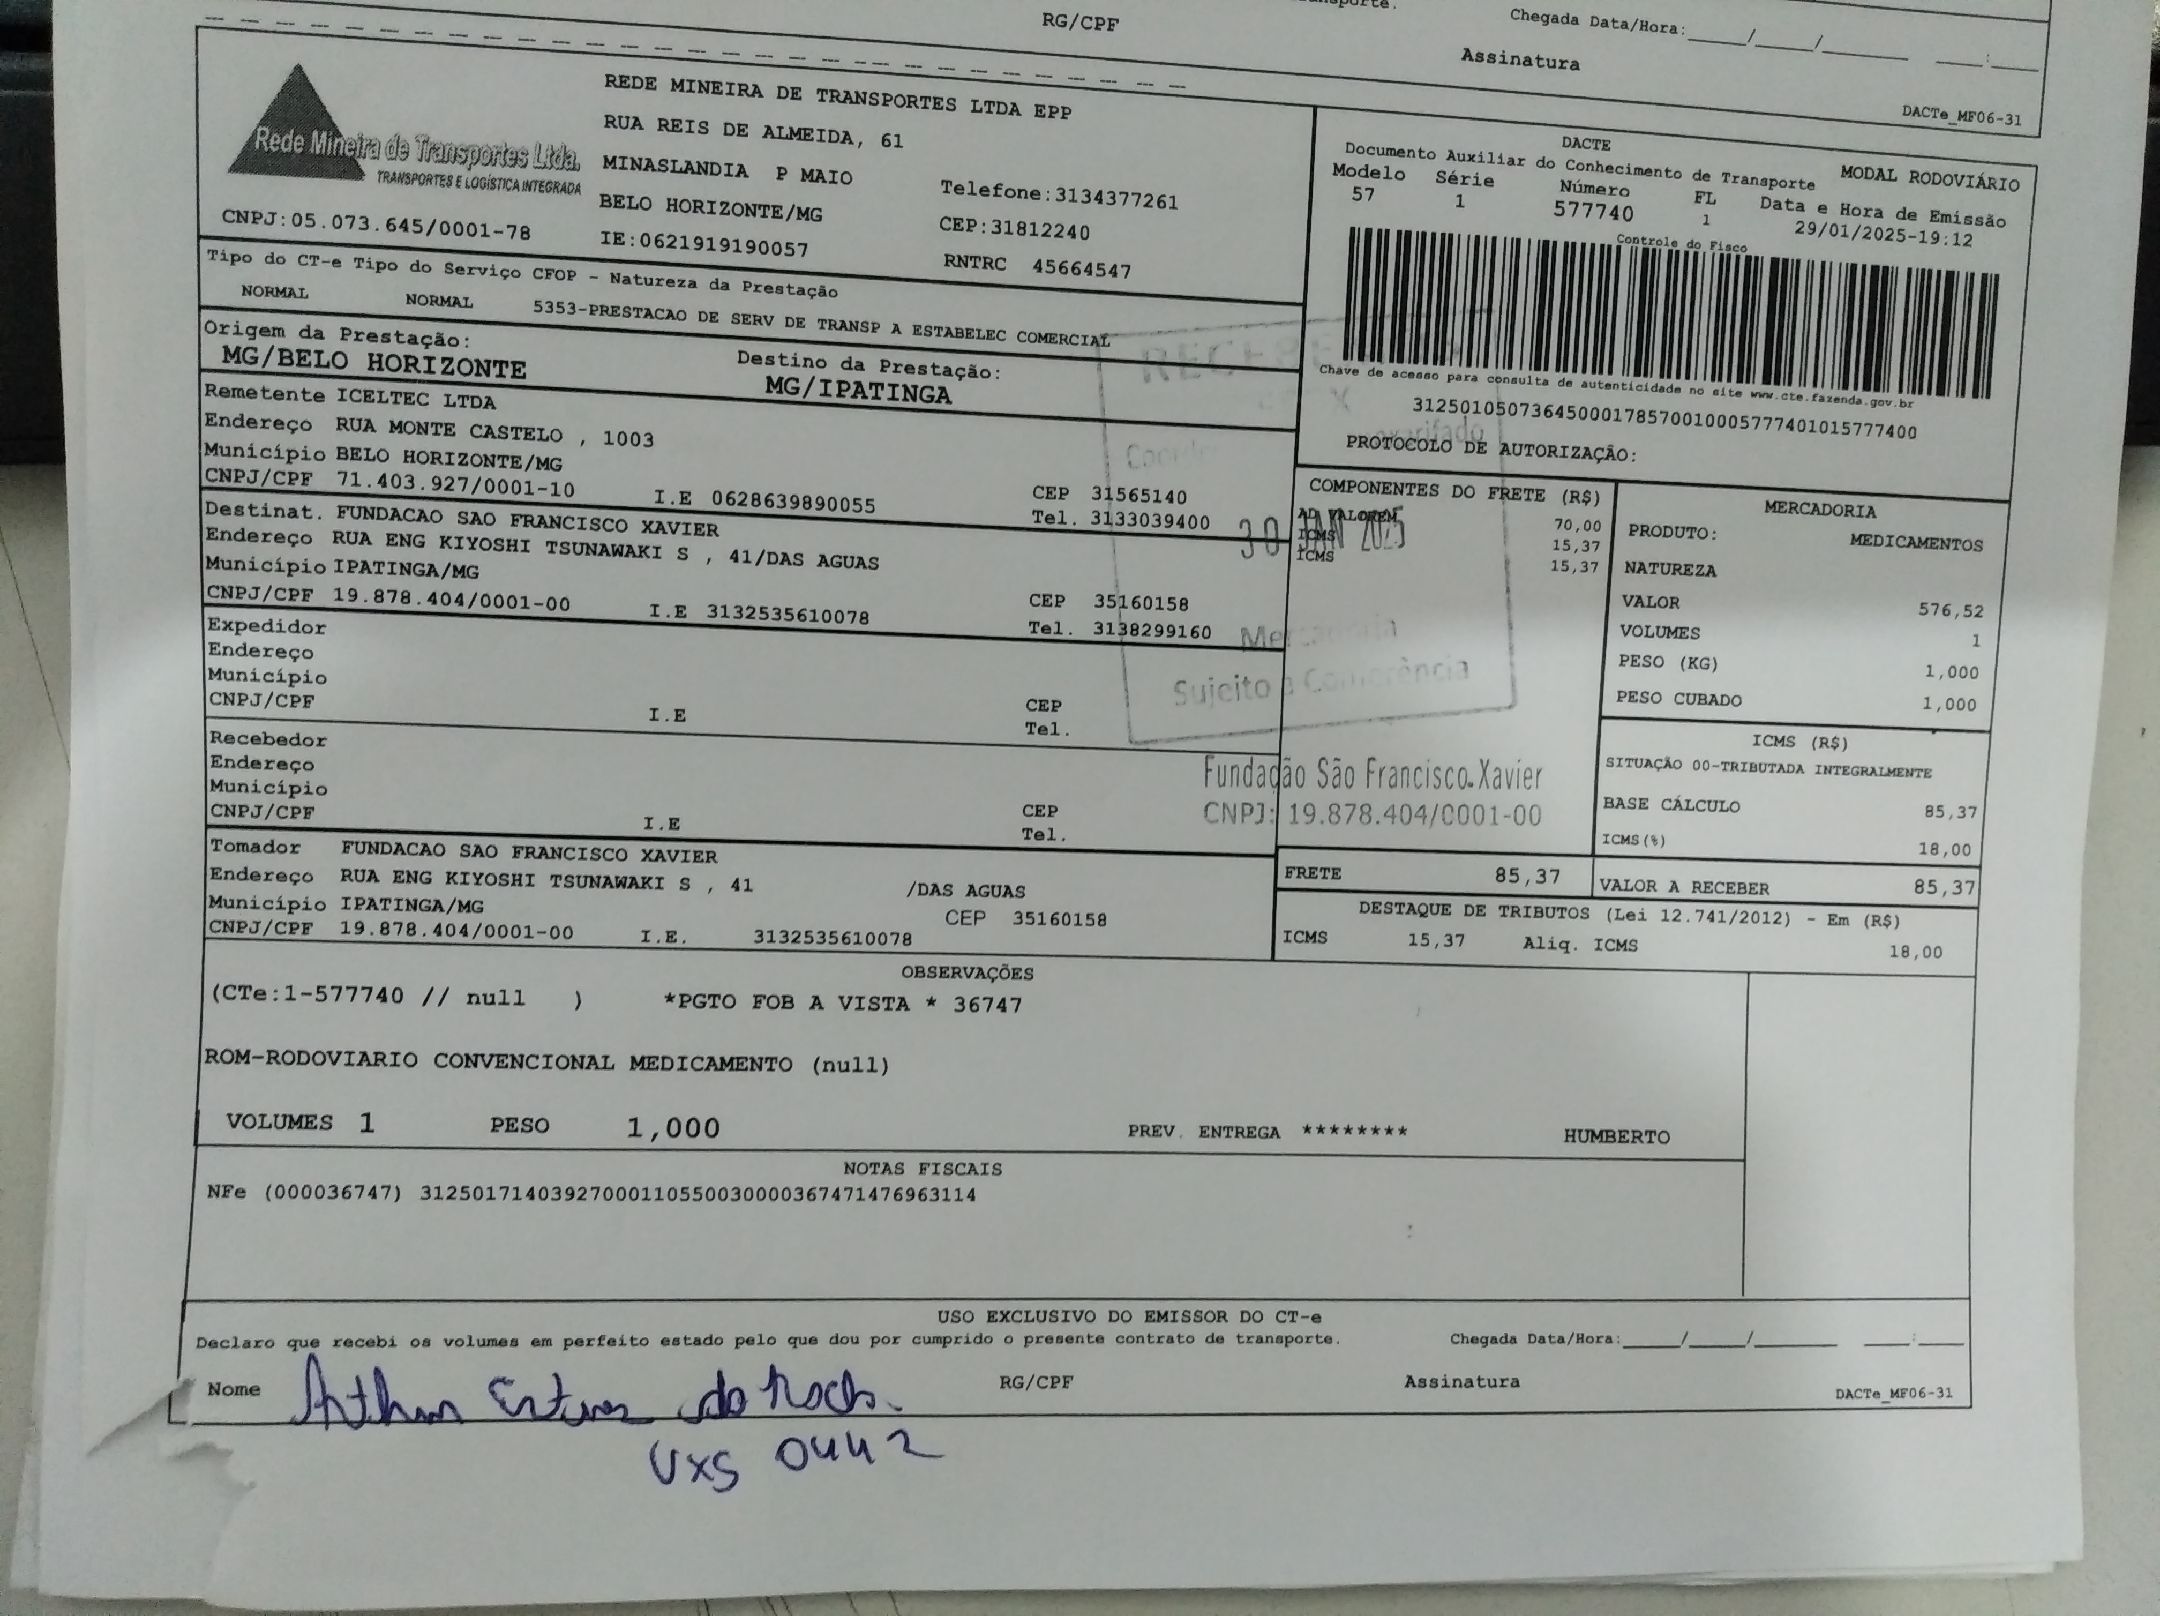 RG/CPF
Chegada Data/Hora:____/____/______ ___:___
Assinatura
DACTe_MF06-31
Rede Mineira de Transportes Ltda.
TRANSPORTES E LOGÍSTICA INTEGRADA
CNPJ:05.073.645/0001-78
REDE MINEIRA DE TRANSPORTES LTDA EPP
RUA REIS DE ALMEIDA, 61
MINASLANDIA P MAIO
Telefone:3134377261
BELO HORIZONTE/MG
CEP:31812240
IE:0621919190057
RNTRC 45664547
DACTE
Documento Auxiliar do Conhecimento de Transporte
MODAL RODOVIÁRIO
Modelo Série Número FL Data e Hora de Emissão
57 1 577740 1 29/01/2025-19:12
Controle do Fisco
Chave de acesso para consulta de autenticidade no site www.cte.fazenda.gov.br
31250105073645000178570010005777401015777400
PROTOCOLO DE AUTORIZAÇÃO:
Tipo do CT-e Tipo do Serviço CFOP - Natureza da Prestação
NORMAL NORMAL 5353-PRESTACAO DE SERV DE TRANSP A ESTABELEC COMERCIAL
Origem da Prestação:
MG/BELO HORIZONTE
Destino da Prestação:
MG/IPATINGA
Remetente ICELTEC LTDA
Endereço RUA MONTE CASTELO , 1003
Município BELO HORIZONTE/MG
CEP 31565140
CNPJ/CPF 71.403.927/0001-10 I.E 0628639890055 Tel. 3133039400
Destinat. FUNDACAO SAO FRANCISCO XAVIER
Endereço RUA ENG KIYOSHI TSUNAWAKI S , 41/DAS AGUAS
Município IPATINGA/MG
CEP 35160158
CNPJ/CPF 19.878.404/0001-00 I.E 3132535610078 Tel. 3138299160
Expedidor
Endereço
Município
CEP
CNPJ/CPF I.E Tel.
Recebedor
Endereço
Município
CEP
CNPJ/CPF I.E Tel.
Tomador FUNDACAO SAO FRANCISCO XAVIER
Endereço RUA ENG KIYOSHI TSUNAWAKI S , 41 /DAS AGUAS
Município IPATINGA/MG CEP 35160158
CNPJ/CPF 19.878.404/0001-00 I.E. 3132535610078
COMPONENTES DO FRETE (R$)
AD VALOREM 70,00
ICMS 15,37
ICMS 15,37
30 JAN 2025
Mercadoria
Sujeito a Conferência
Fundação São Francisco Xavier
CNPJ: 19.878.404/0001-00
FRETE 85,37
MERCADORIA
PRODUTO: MEDICAMENTOS
NATUREZA
VALOR 576,52
VOLUMES 1
PESO (KG) 1,000
PESO CUBADO 1,000
ICMS (R$)
SITUAÇÃO 00-TRIBUTADA INTEGRALMENTE
BASE CÁLCULO 85,37
ICMS(%) 18,00
VALOR A RECEBER 85,37
DESTAQUE DE TRIBUTOS (Lei 12.741/2012) - Em (R$)
ICMS 15,37 Aliq. ICMS 18,00
OBSERVAÇÕES
(CTe:1-577740 // null ) *PGTO FOB A VISTA * 36747
ROM-RODOVIARIO CONVENCIONAL MEDICAMENTO (null)
VOLUMES 1 PESO 1,000 PREV. ENTREGA ******** HUMBERTO
NOTAS FISCAIS
NFe (000036747) 31250171403927000110550030000367471476963114
USO EXCLUSIVO DO EMISSOR DO CT-e
Declaro que recebi os volumes em perfeito estado pelo que dou por cumprido o presente contrato de transporte. Chegada Data/Hora:____/____/______ ___:___
Nome Arthur RG/CPF Assinatura
DACTe_MF06-31
VXS 0442